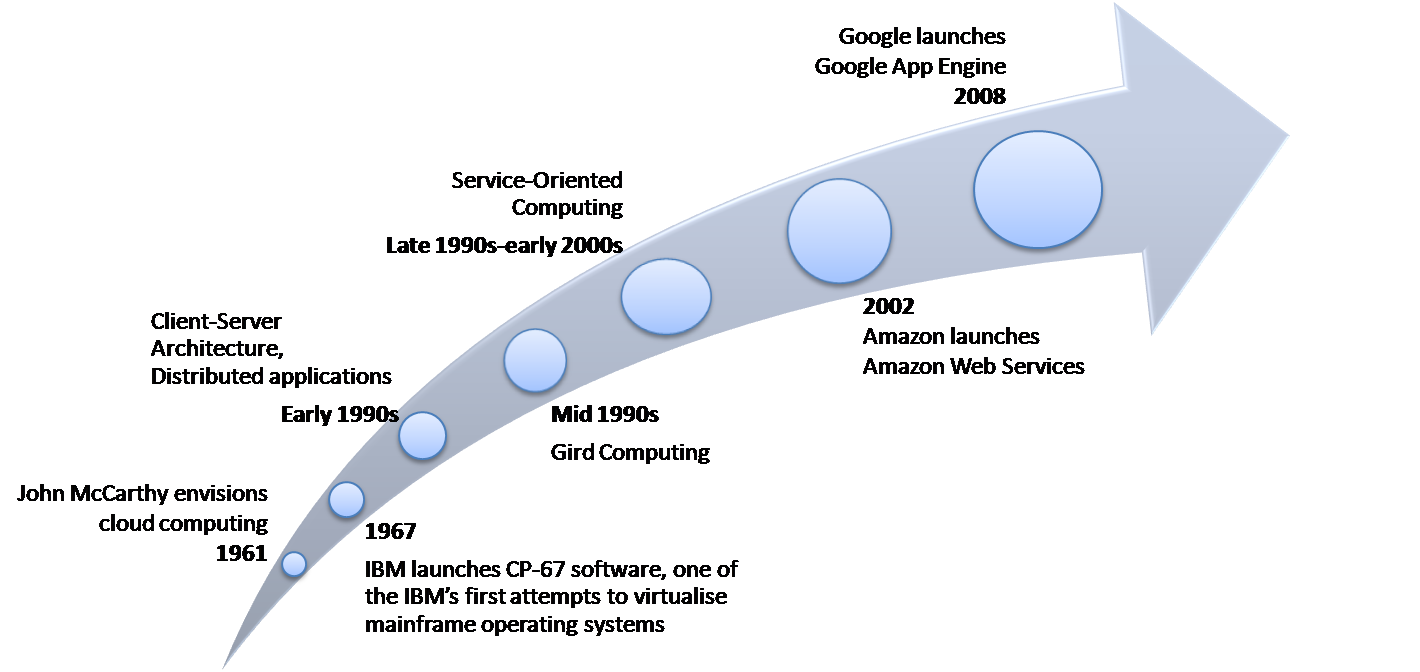 Google launches
Google App Engine
2008
Service-Oriented
Computing
Late 1990s-early 2000s
2002
Amazon launches
Amazon Web Services
Client-Server
Architecture,
Distributed applications
Early 1990s
Mid 1990s
Gird Computing
John McCarthy envisions
cloud computing
1961
1967
IBM launches CP-67 software, one of
the IBM's first attempts to virtualise
mainframe operating systems